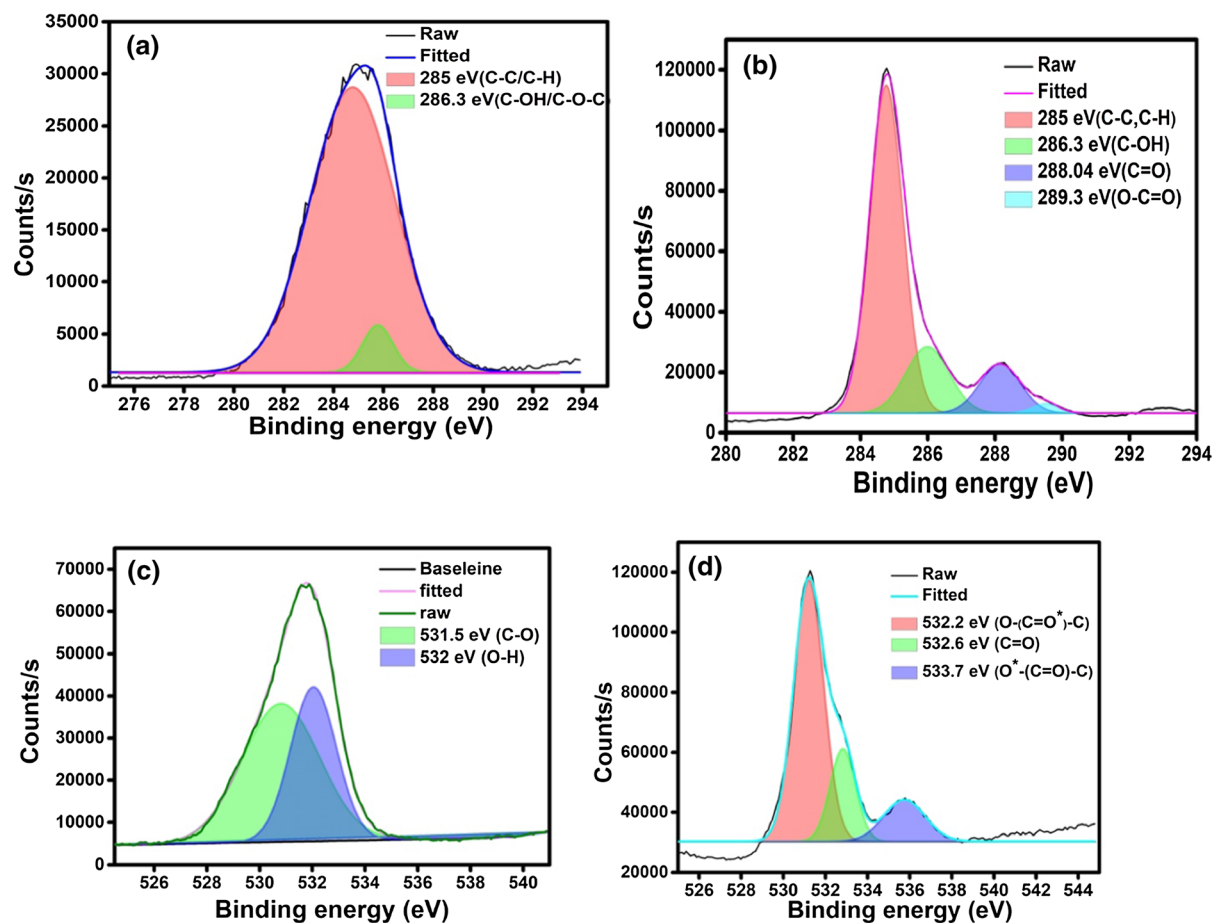 (a)
Raw
Fitted
285 eV(C-C/C-H)
286.3 eV(C-OH/C-O-C)
35000
30000
25000
20000
15000
10000
5000
0
Counts/s
276 278 280 282 284 286 288 290 292 294
Binding energy (eV)
(b)
Raw
Fitted
285 eV(C-C,C-H)
286.3 eV(C-OH)
288.04 eV(C=O)
289.3 eV(O-C=O)
120000
100000
80000
60000
40000
20000
0
Counts/s
280 282 284 286 288 290 292 294
Binding energy (eV)
(c)
Baseleine
fitted
raw
531.5 eV (C-O)
532 eV (O-H)
70000
60000
50000
40000
30000
20000
10000
0
Counts/s
526 528 530 532 534 536 538 540
Binding energy (eV)
(d)
Raw
Fitted
532.2 eV (O-(C=O*)-C)
532.6 eV (C=O)
533.7 eV (O*-(C=O)-C)
120000
100000
80000
60000
40000
20000
Counts/s
526 528 530 532 534 536 538 540 542 544
Binding energy (eV)